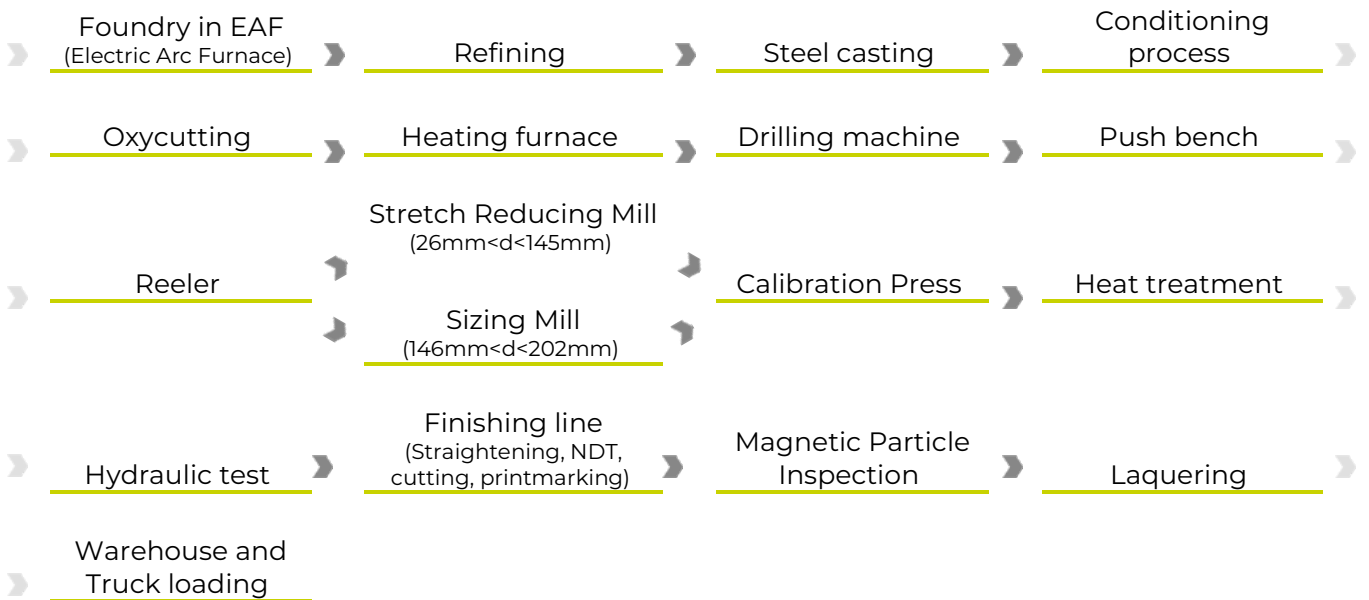 Foundry in EAF
(Electric Arc Furnace)
Refining
Steel casting
Conditioning
process
Oxycutting
Heating furnace
Drilling machine
Push bench
Reeler
Stretch Reducing Mill
(26mm<d<145mm)
Sizing Mill
(146mm<d<202mm)
Calibration Press
Heat treatment
Hydraulic test
Finishing line
(Straightening, NDT,
cutting, printmarking)
Magnetic Particle
Inspection
Laquering
Warehouse and
Truck loading